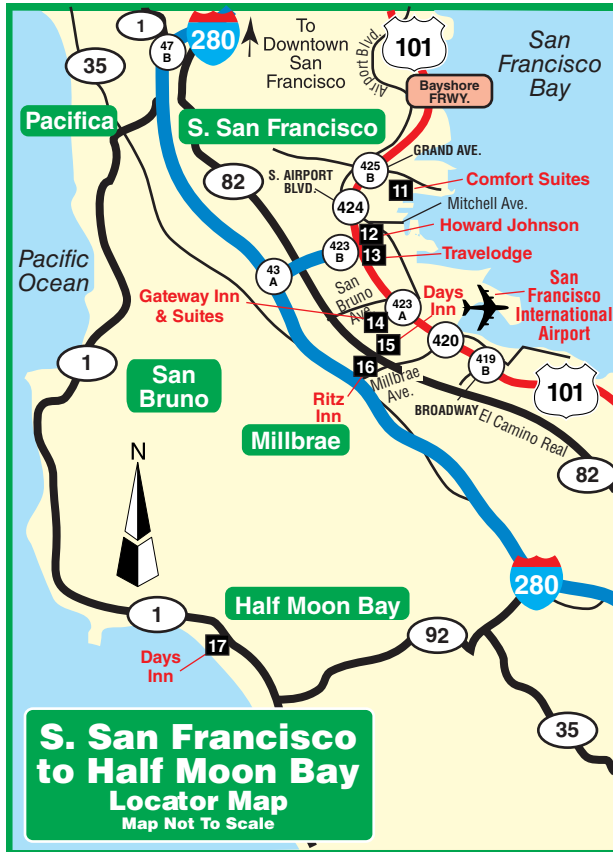 1
47
B
280
To
Downtown
San
Francisco
101
Airport Blvd.
San
Francisco
Bay
35
Bayshore
FRWY.
Pacifica
S. San Francisco
GRAND AVE.
425
B
82
S. AIRPORT
BLVD.
11
Comfort Suites
424
Mitchell Ave.
12
Howard Johnson
423
B
13
Travelodge
Pacific
Ocean
43
A
San
Bruno
Ave.
Gateway Inn
& Suites
423
A
Days
Inn
San
Francisco
International
Airport
14
15
420
1
419
B
16
San
Bruno
Ritz
Inn
Millbrae
Ave.
101
BROADWAY
El Camino Real
Millbrae
82
N
280
Half Moon Bay
1
92
17
Days
Inn
35
S. San Francisco
to Half Moon Bay
Locator Map
Map Not To Scale